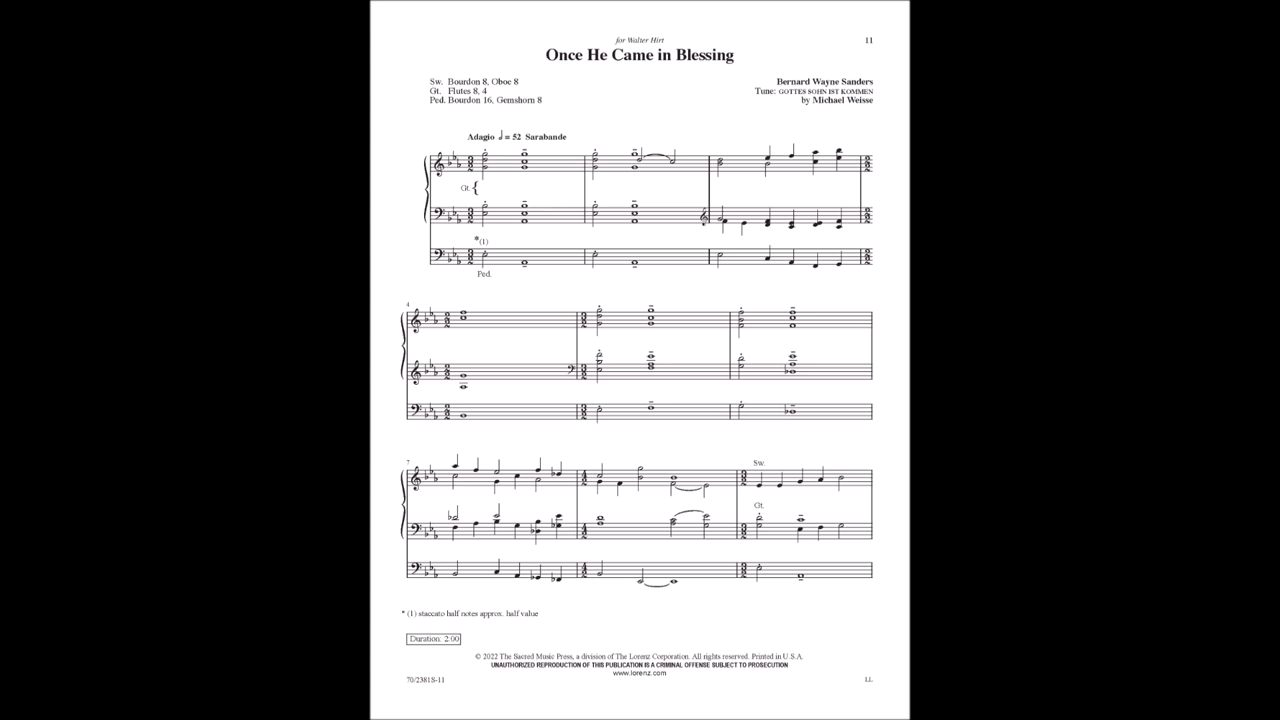 for Walter Hirt
11
Once He Came in Blessing
Sw. Bourdon 8, Oboe 8
Gt. Flutes 8, 4
Ped. Bourdon 16, Gemshorn 8
Bernard Wayne Sanders
Tune: GOTTES SOHN IST KOMMEN
by Michael Weisse
Adagio 𝅗𝅥 = 52 Sarabande
Gt.
*(1)
Ped.
4
7
Sw.
Gt.
* (1) staccato half notes approx. half value
Duration: 2:00
© 2022 The Sacred Music Press, a division of The Lorenz Corporation. All rights reserved. Printed in U.S.A.
UNAUTHORIZED REPRODUCTION OF THIS PUBLICATION IS A CRIMINAL OFFENSE SUBJECT TO PROSECUTION
www.lorenz.com
70/2381S-11
LL